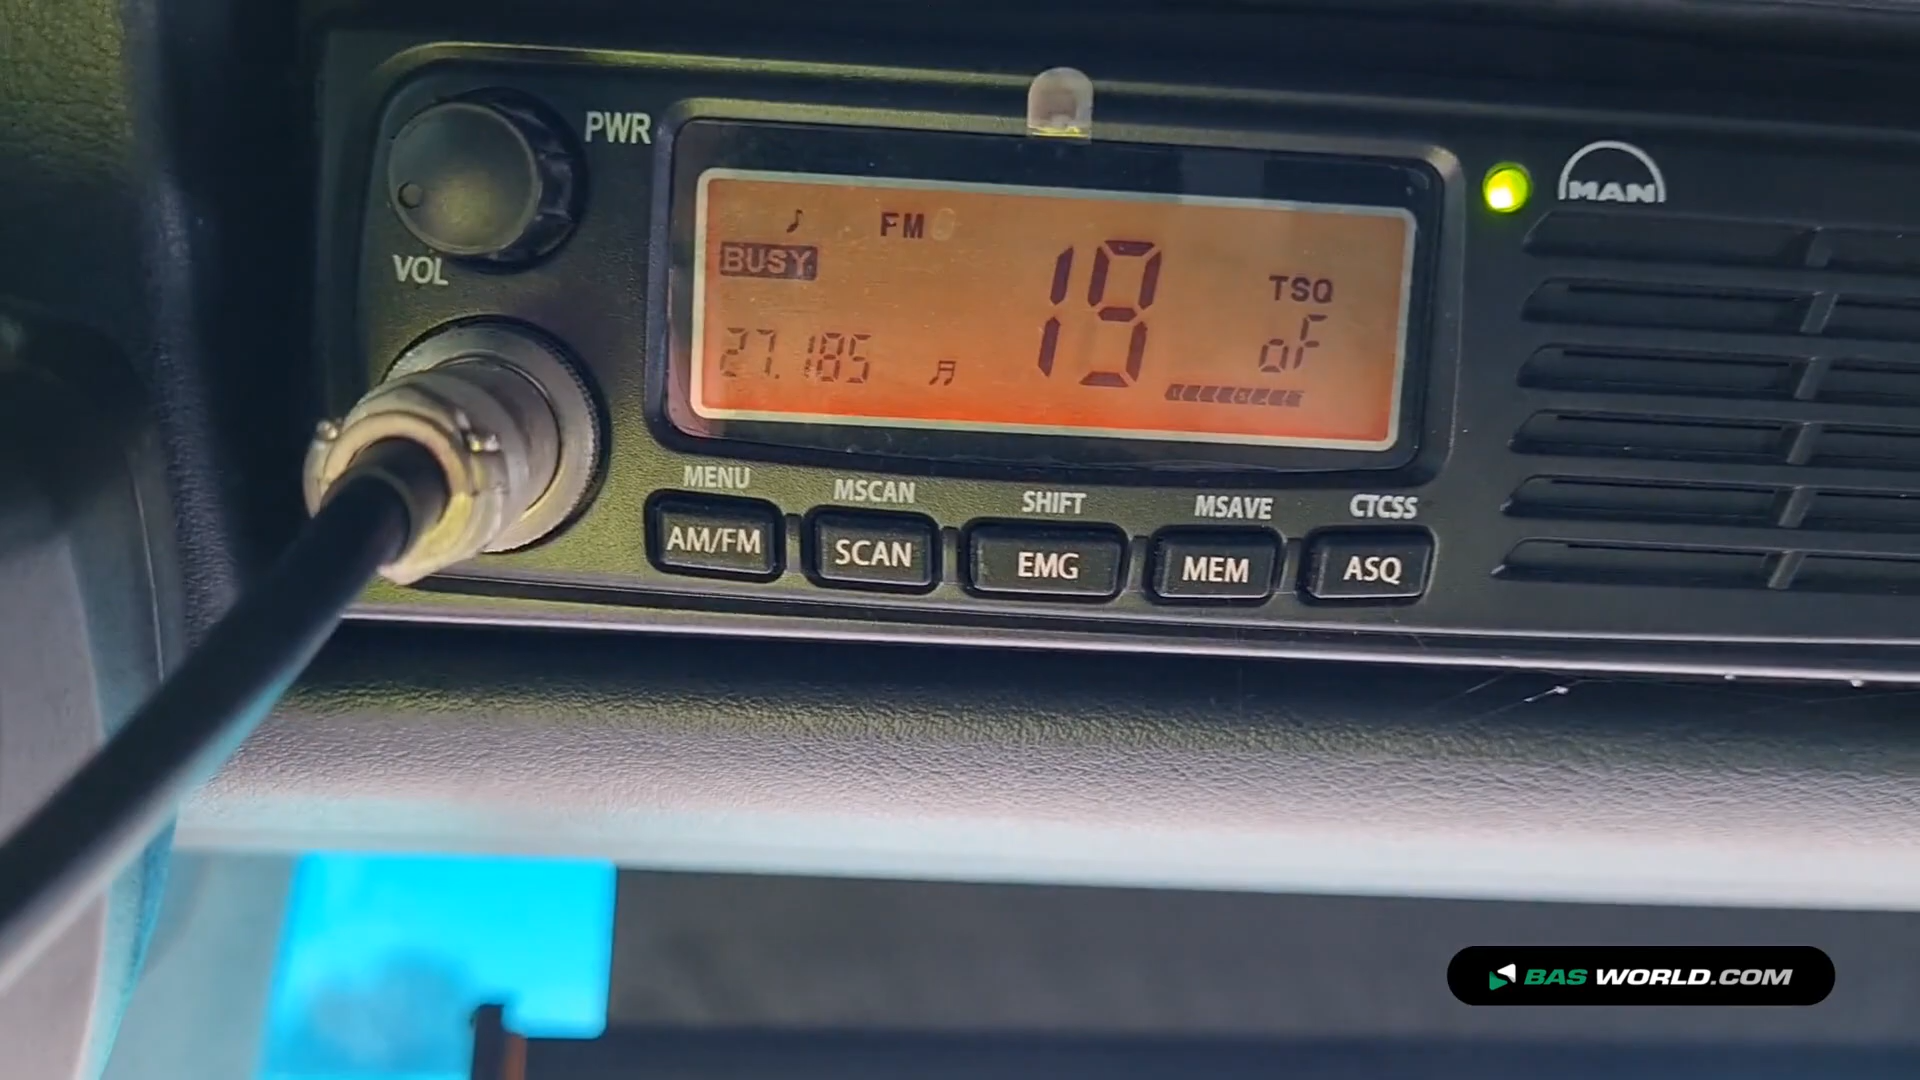 PWR
VOL
FM
BUSY
19
TSQ
oF
27.185
MAN
MENU
MSCAN
SHIFT
MSAVE
CTCSS
AM/FM
SCAN
EMG
MEM
ASQ
BAS WORLD.COM